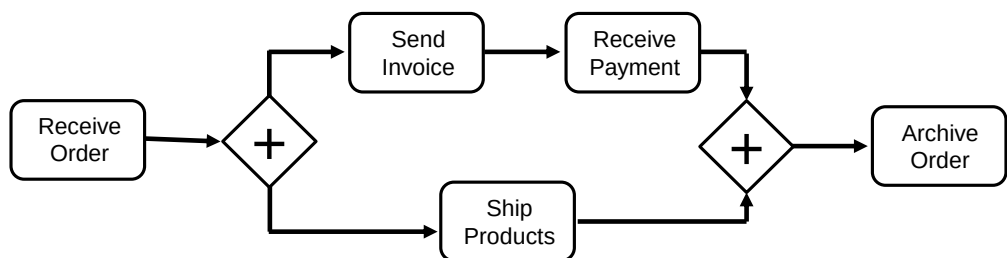 Send
Invoice
Receive
Payment
Receive
Order
+
+
Archive
Order
Ship
Products